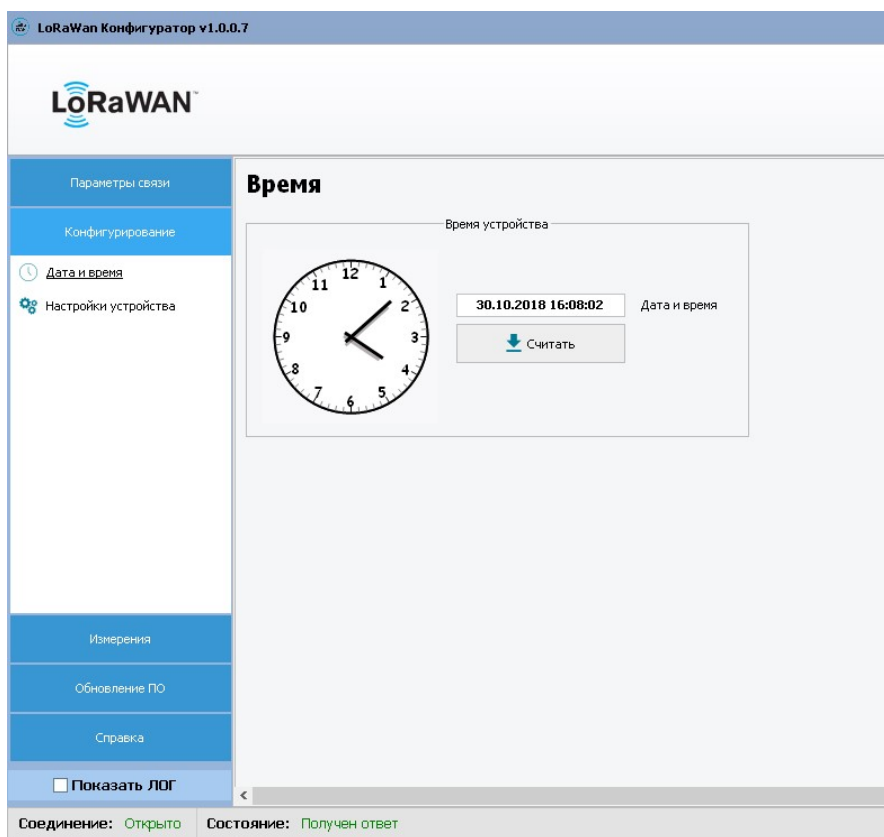 LoRaWan Конфигуратор v1.0.0.7
LoRaWAN™
Параметры связи
Конфигурирование
Дата и время
Настройки устройства
Измерения
Обновление ПО
Справка
Показать ЛОГ
Время
Время устройства
12
1
2
3
4
5
6
7
8
9
10
11
30.10.2018 16:08:02 Дата и время
Считать
Соединение: Открыто Состояние: Получен ответ